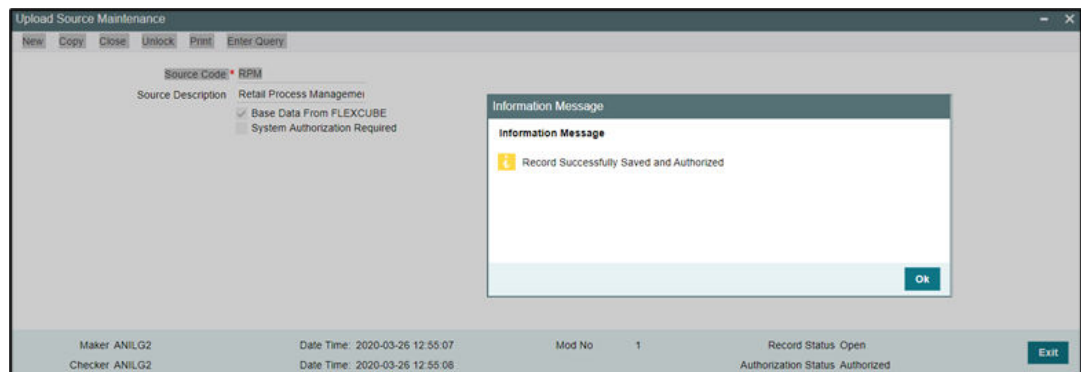 Upload Source Maintenance
New Copy Close Unlock Print Enter Query
Source Code * RPM
Source Description Retail Process Managemei
Base Data From FLEXCUBE
System Authorization Required
Information Message
Information Message
Record Successfully Saved and Authorized
Ok
Maker ANILG2 Date Time: 2020-03-26 12:55:07 Mod No 1 Record Status Open
Checker ANILG2 Date Time: 2020-03-26 12:55:08 Authorization Status Authorized
Exit